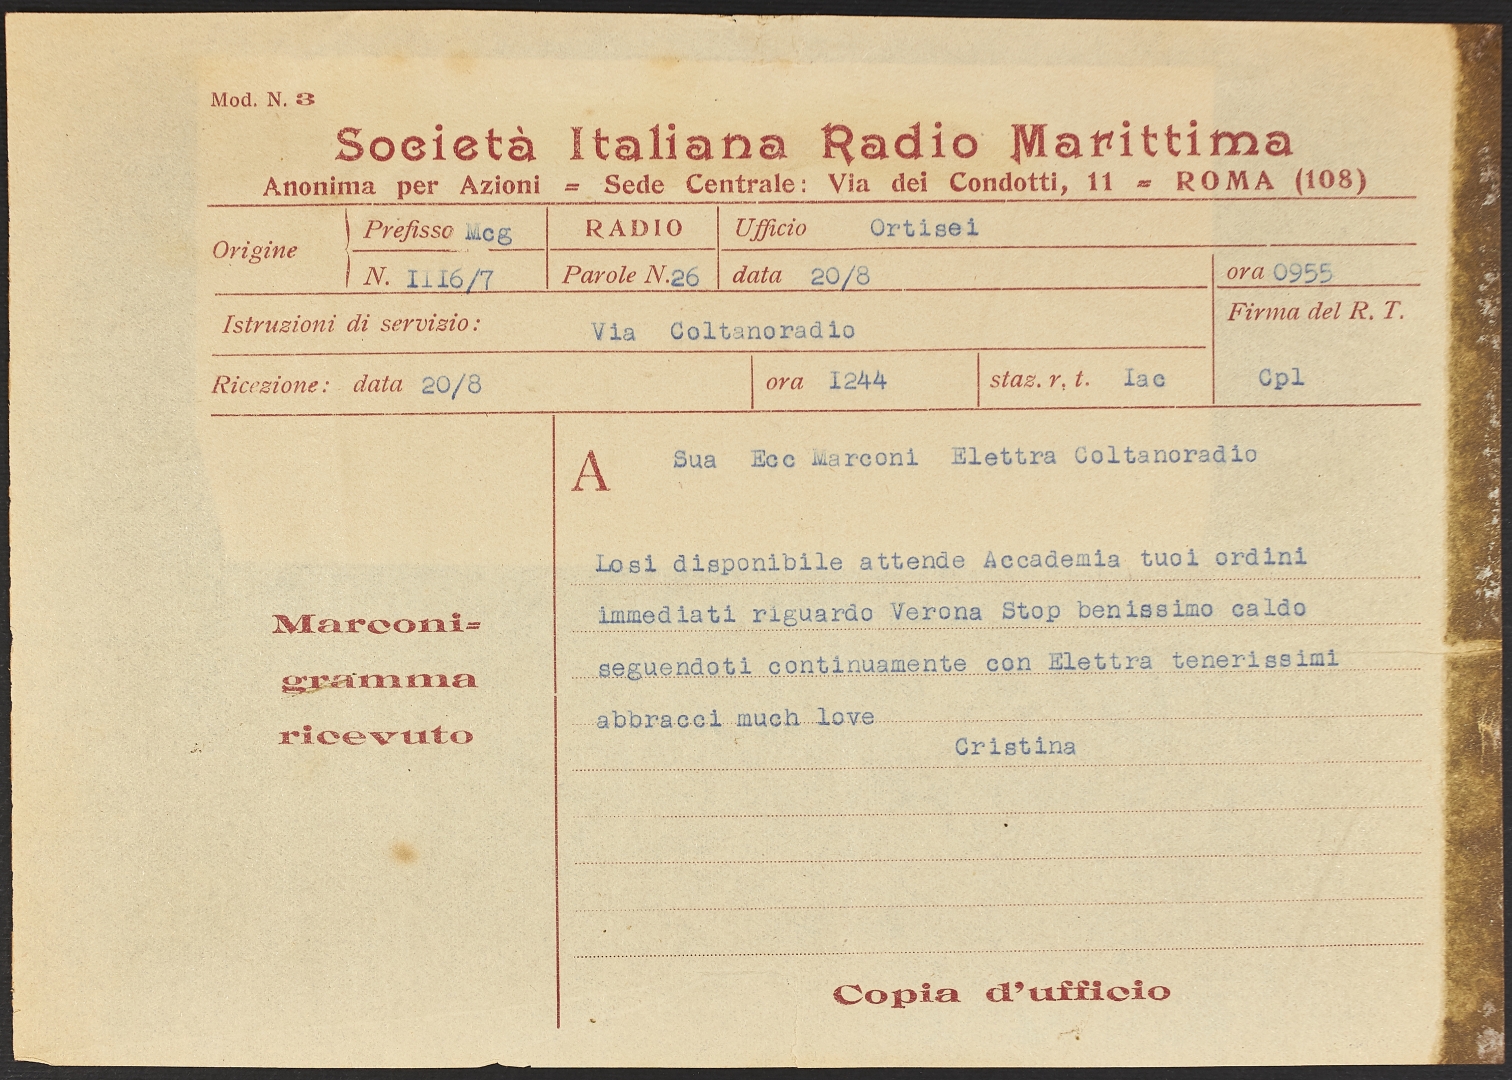 Mod. N. 3
Società Italiana Radio Marittima
Anonima per Azioni = Sede Centrale: Via dei Condotti, 11 = ROMA (108)
Origine Prefisso Mcg RADIO Ufficio Ortisei
N. III6/7 Parole N.26 data 20/8 ora 0955
Istruzioni di servizio: Via Coltanoradio Firma del R. T.
Ricezione: data 20/8 ora I244 staz. r. t. Iac Cpl
A Sua Ecc Marconi Elettra Coltanoradio
Losi disponibile attende Accademia tuoi ordini
immediati riguardo Verona Stop benissimo caldo
seguendoti continuamente con Elettra tenerissimi
abbracci much love
Cristina
Marconi=
gramma
ricevuto
Copia d'ufficio